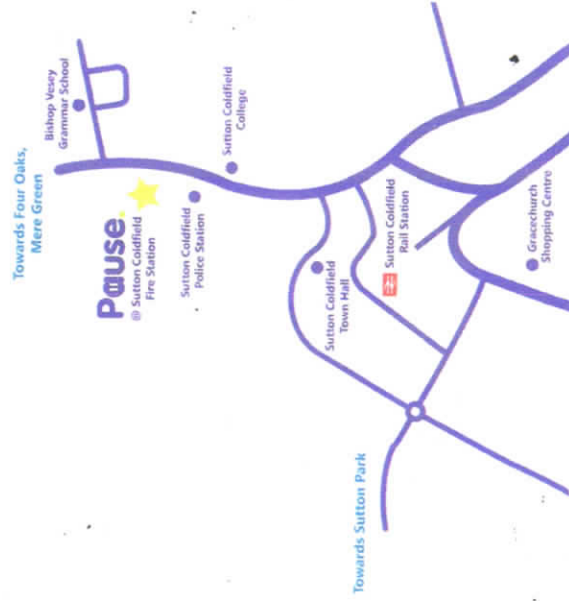 Towards Four Oaks,
Mere Green
Bishop Vesey
Grammar School
Pause.
@ Sutton Coldfield
Fire Station
Sutton Coldfield
Police Station
Sutton Coldfield
College
Sutton Coldfield
Town Hall
Sutton Coldfield
Rail Station
Gracechurch
Shopping Centre
Towards Sutton Park